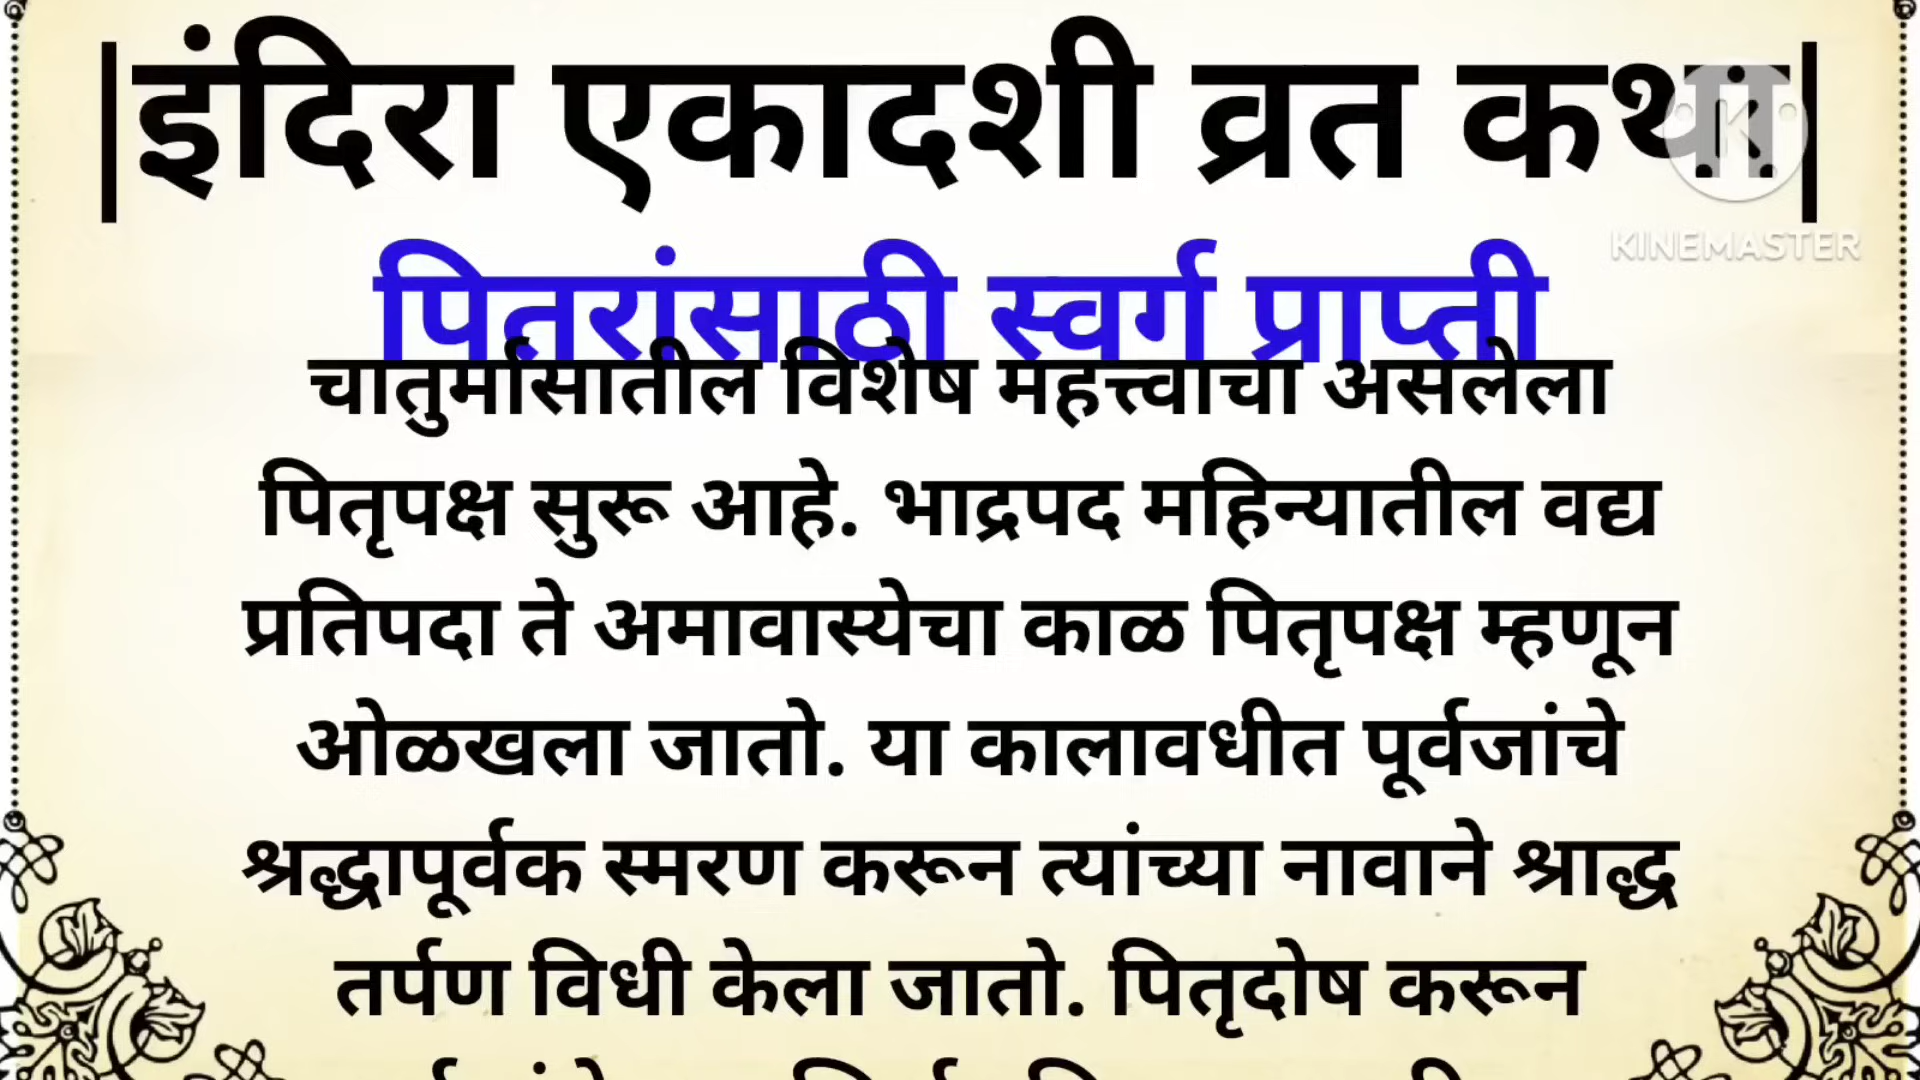 |इंदिरा एकादशी व्रत कथा|
KINEMASTER
पितरांसाठी स्वर्ग प्राप्ती
चातुर्मासातील विशेष महत्त्वाचा असलेला
पितृपक्ष सुरू आहे. भाद्रपद महिन्यातील वद्य
प्रतिपदा ते अमावास्येचा काळ पितृपक्ष म्हणून
ओळखला जातो. या कालावधीत पूर्वजांचे
श्रद्धापूर्वक स्मरण करून त्यांच्या नावाने श्राद्ध
तर्पण विधी केला जातो. पितृदोष करून